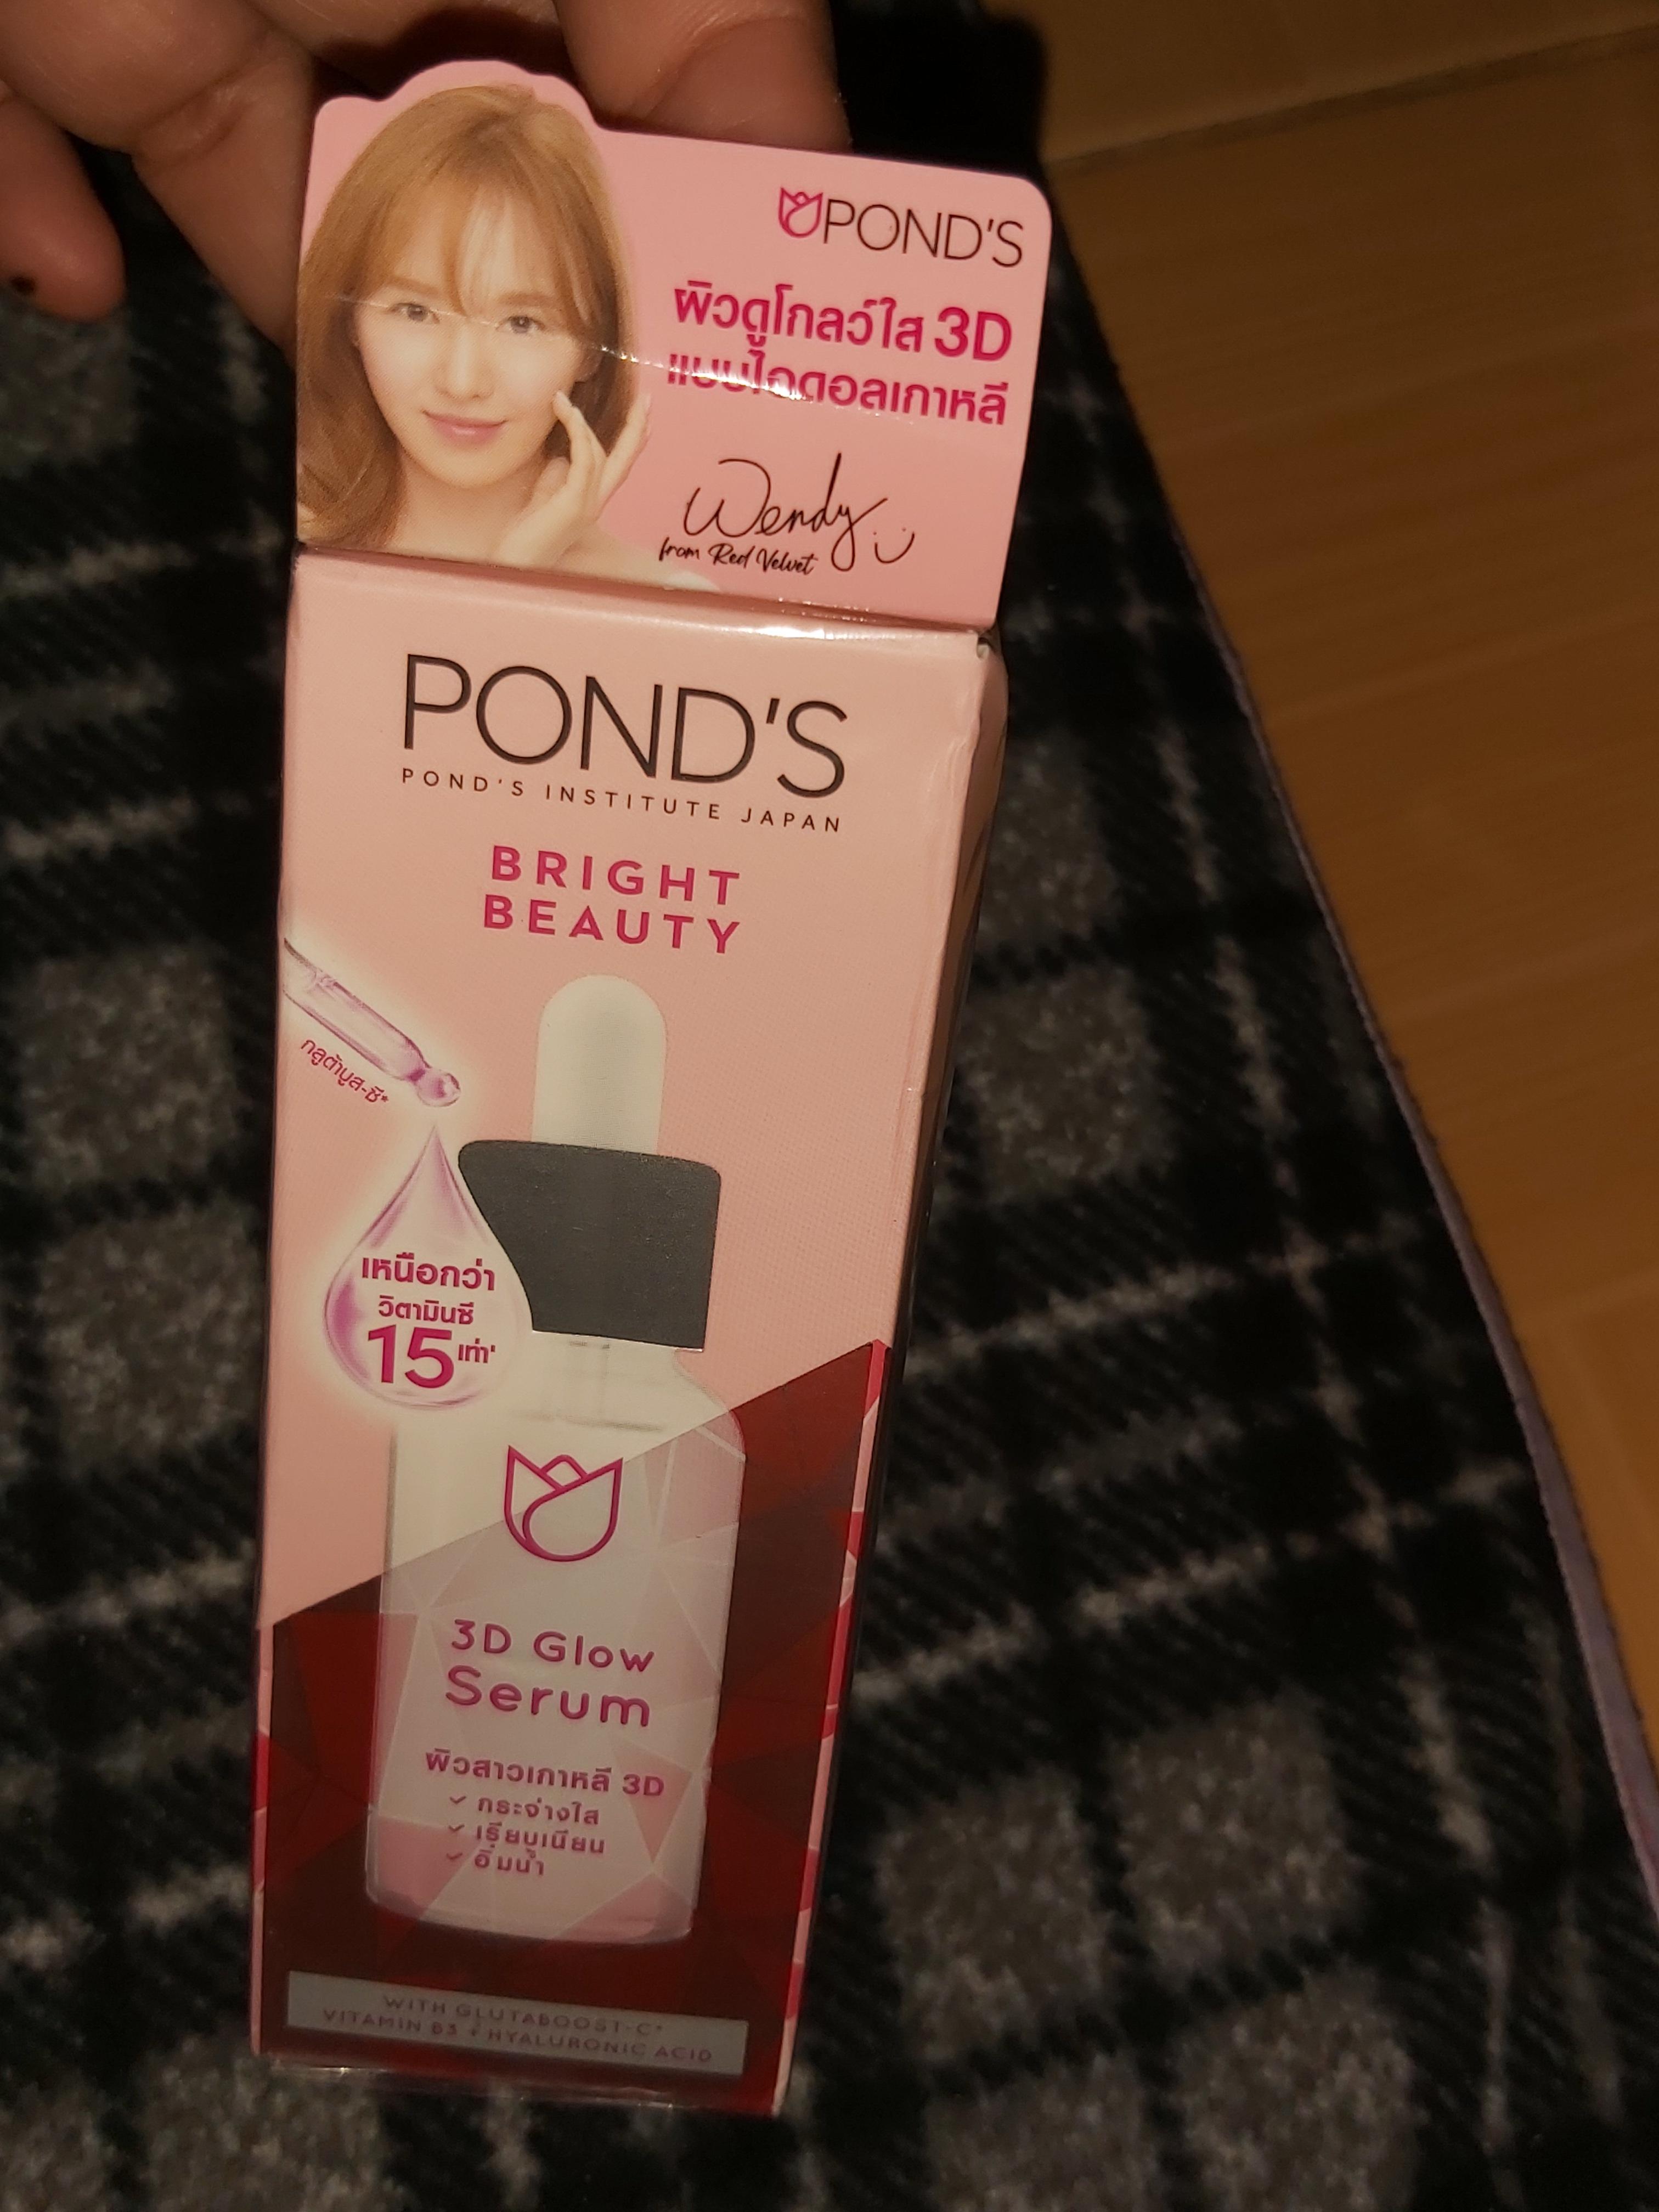 POND'S
ผิวดูโกลว์ใส 3D
แบบไอดอลเกาหลี
Wendy
from Red Velvet
POND'S
POND'S INSTITUTE JAPAN
BRIGHT
BEAUTY
กลูต้าบูส-ซี*
เหนือกว่า
วิตามินซี
15 เท่า¹
3D Glow
Serum
ผิวสาวเกาหลี 3D
✓ กระจ่างใส
✓ เรียบเนียน
✓ อิ่มน้ำ
WITH GLUTABOOST-C*
VITAMIN B3 + HYALURONIC ACID